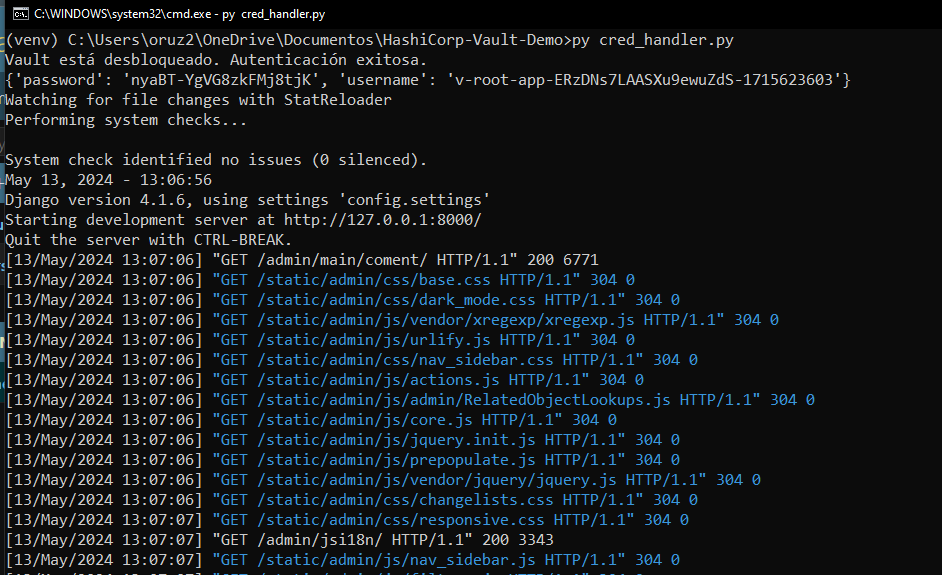 C:\WINDOWS\system32\cmd.exe - py cred_handler.py
(venv) C:\Users\oruz2\OneDrive\Documentos\HashiCorp-Vault-Demo>py cred_handler.py
Vault está desbloqueado. Autenticación exitosa.
{'password': 'nyaBT-YgVG8zkFMj8tjK', 'username': 'v-root-app-ERzDNs7LAASXu9ewuZdS-1715623603'}
Watching for file changes with StatReloader
Performing system checks...
System check identified no issues (0 silenced).
May 13, 2024 - 13:06:56
Django version 4.1.6, using settings 'config.settings'
Starting development server at http://127.0.0.1:8000/
Quit the server with CTRL-BREAK.
[13/May/2024 13:07:06] "GET /admin/main/coment/ HTTP/1.1" 200 6771
[13/May/2024 13:07:06] "GET /static/admin/css/base.css HTTP/1.1" 304 0
[13/May/2024 13:07:06] "GET /static/admin/css/dark_mode.css HTTP/1.1" 304 0
[13/May/2024 13:07:06] "GET /static/admin/js/vendor/xregexp/xregexp.js HTTP/1.1" 304 0
[13/May/2024 13:07:06] "GET /static/admin/js/urlify.js HTTP/1.1" 304 0
[13/May/2024 13:07:06] "GET /static/admin/css/nav_sidebar.css HTTP/1.1" 304 0
[13/May/2024 13:07:06] "GET /static/admin/js/actions.js HTTP/1.1" 304 0
[13/May/2024 13:07:06] "GET /static/admin/js/admin/RelatedObjectLookups.js HTTP/1.1" 304 0
[13/May/2024 13:07:06] "GET /static/admin/js/core.js HTTP/1.1" 304 0
[13/May/2024 13:07:06] "GET /static/admin/js/jquery.init.js HTTP/1.1" 304 0
[13/May/2024 13:07:06] "GET /static/admin/js/prepopulate.js HTTP/1.1" 304 0
[13/May/2024 13:07:06] "GET /static/admin/js/vendor/jquery/jquery.js HTTP/1.1" 304 0
[13/May/2024 13:07:06] "GET /static/admin/css/changelists.css HTTP/1.1" 304 0
[13/May/2024 13:07:07] "GET /static/admin/css/responsive.css HTTP/1.1" 304 0
[13/May/2024 13:07:07] "GET /admin/jsi18n/ HTTP/1.1" 200 3343
[13/May/2024 13:07:07] "GET /static/admin/js/nav_sidebar.js HTTP/1.1" 304 0